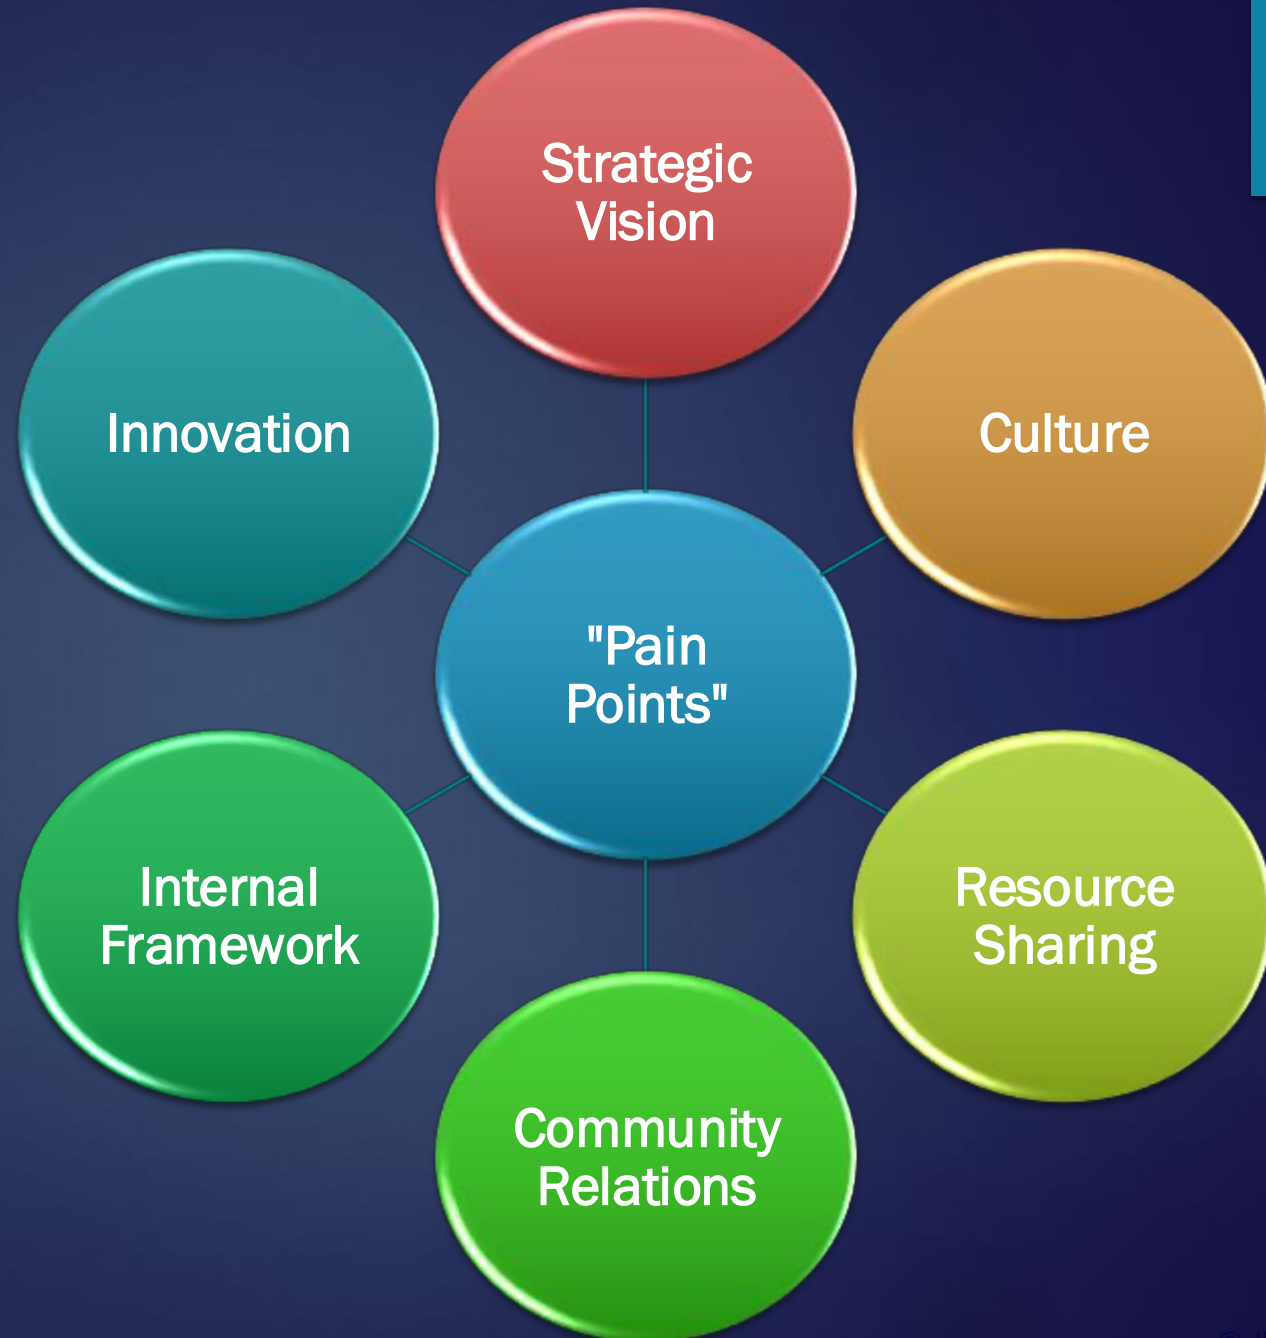 Strategic
Vision
Innovation
Culture
"Pain
Points"
Internal
Framework
Resource
Sharing
Community
Relations